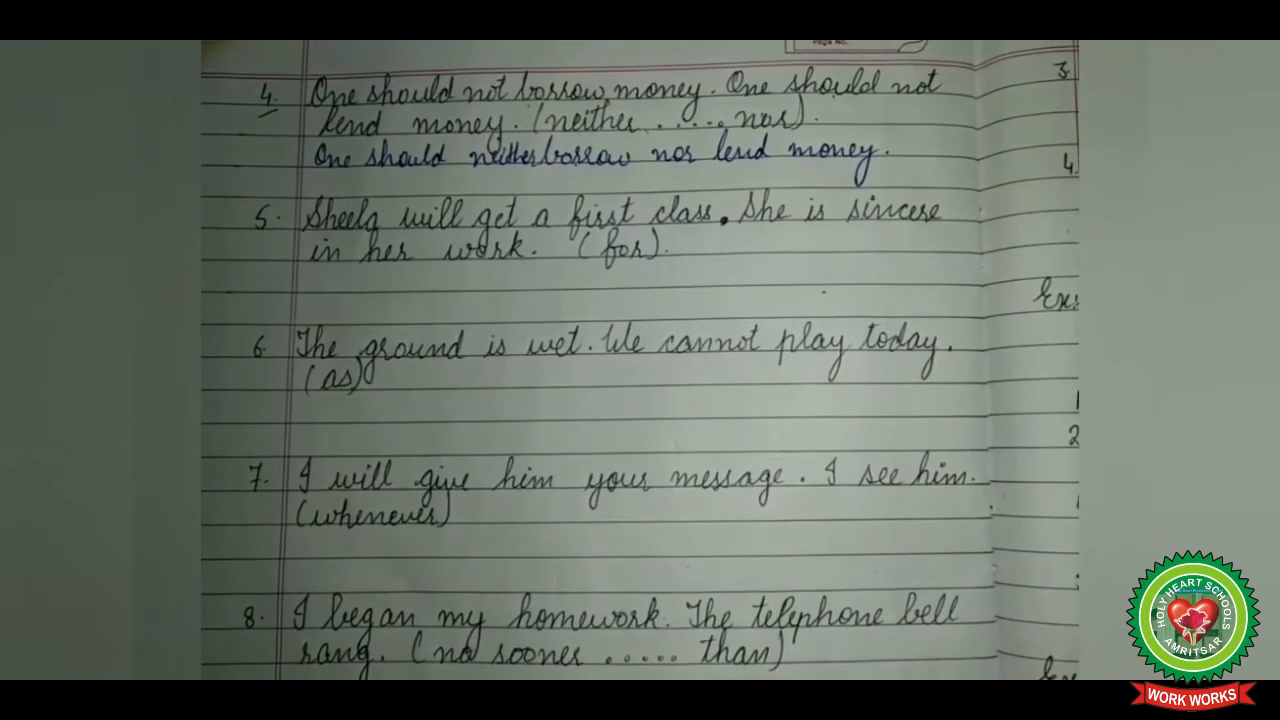 4. One should not borrow money. One should not
lend money. (neither ...... nor).
One should neither borrow nor lend money.
5. Sheela will get a first class. She is sincere
in her work. (for).
6. The ground is wet. We cannot play today.
(as)
7. I will give him your message. I see him.
(whenever)
8. I began my homework. The telephone bell
rang. (no sooner ..... than)
3
4.
Ex:
1
2
HOLY HEART SCHOOLS
AMRITSAR
WORK WORKS